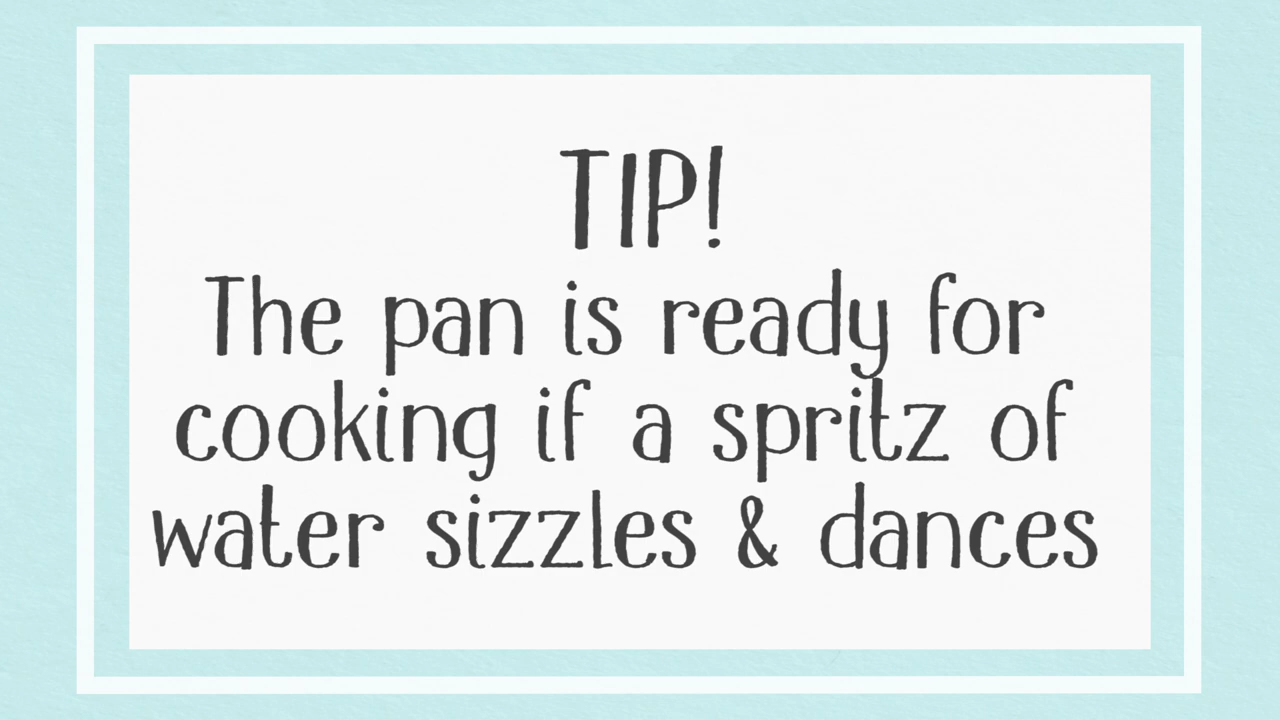 TIP!
The pan is ready for
cooking if a spritz of
water sizzles & dances